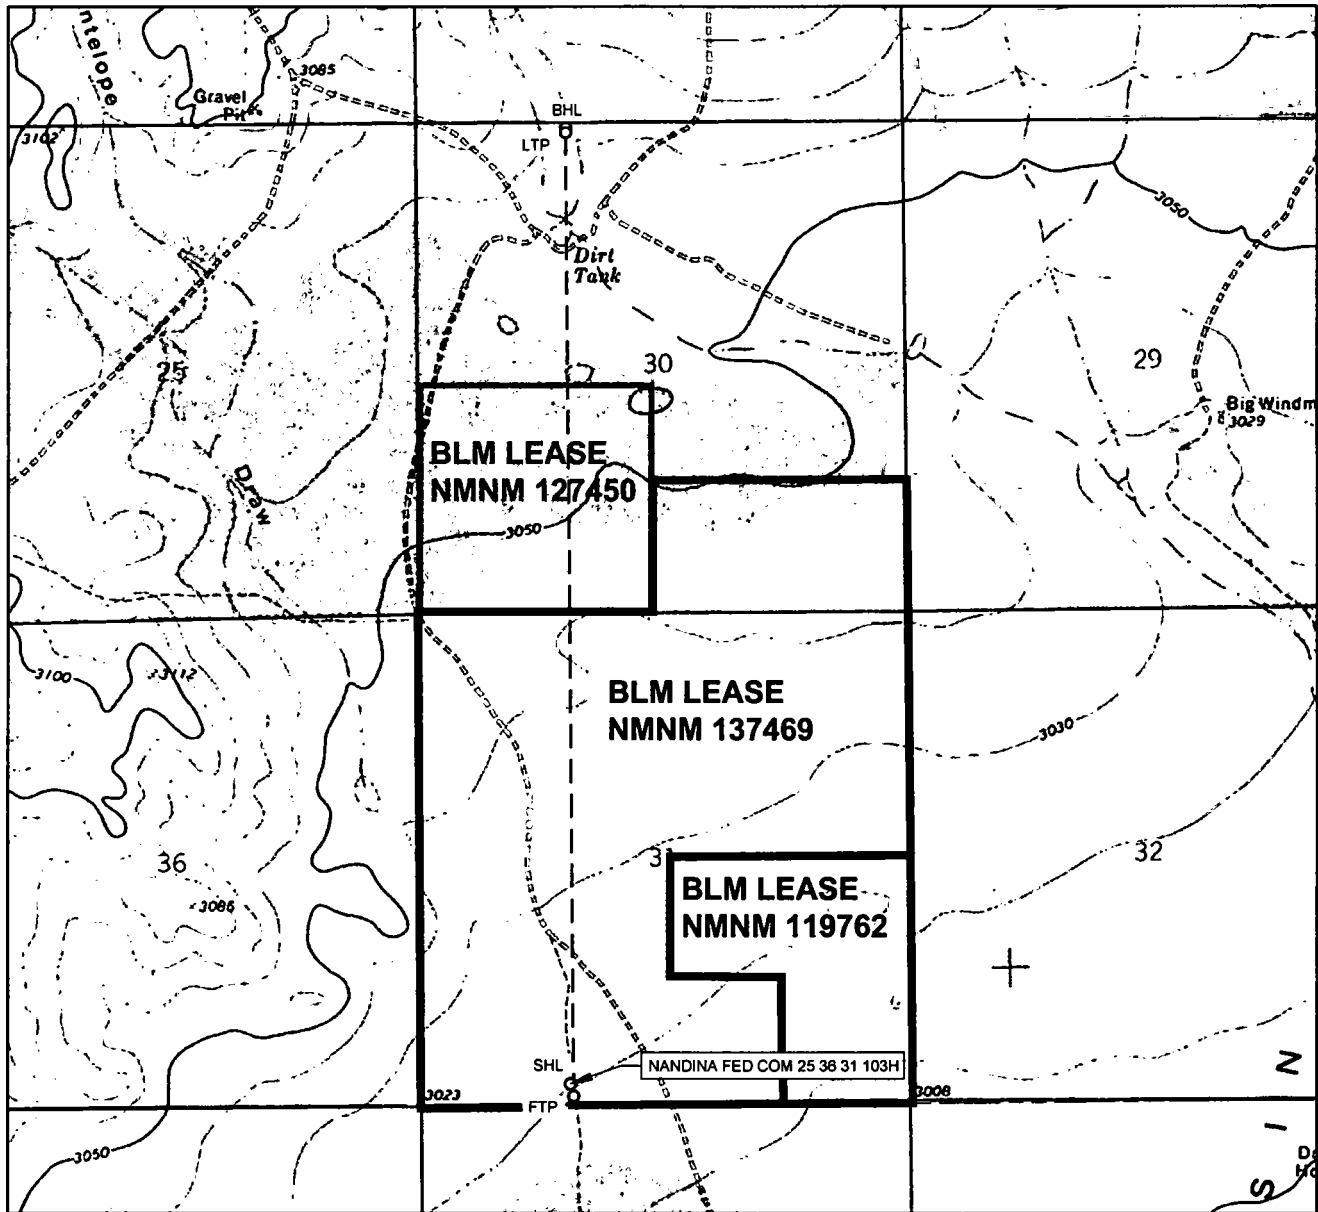 ntelope
3085
Gravel
Pit
3102
BHL
LTP
3050
Dirt
Tank
25
30
29
Big Windm
3029
BLM LEASE
NMNM 127450
Draw
3050
3100
3112
BLM LEASE
NMNM 137469
3030
36
31
32
BLM LEASE
NMNM 119762
3086
SHL
NANDINA FED COM 25 36 31 103H
3023
FTP
3008
3050
S I N